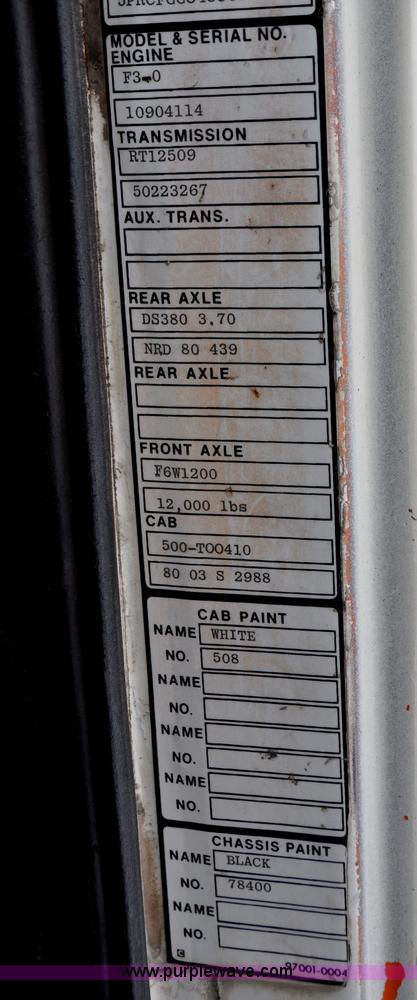 MODEL & SERIAL NO.
ENGINE
10904114
TRANSMISSION
RT12509
50223267
AUX. TRANS.
REAR AXLE
DS380 3.70
NRD 80 439
REAR AXLE
FRONT AXLE
F6W1200
12,000 lbs
CAB
500-TOO410
80 03 S 2988
CAB PAINT
NAME WHITE
NO. 508
NAME
NO.
NAME
NO.
NAME
NO.
CHASSIS PAINT
NAME BLACK
NO. 78400
NAME
NO.
97001-0004
www.purplewave.com